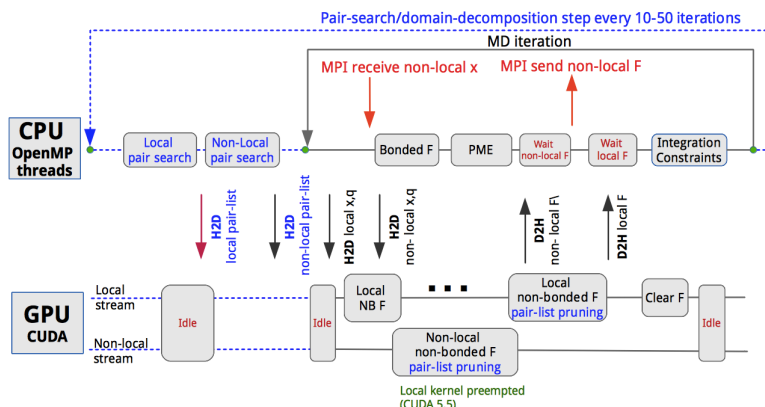 Pair-search/domain-decomposition step every 10-50 iterations
MD iteration
MPI receive non-local x
MPI send non-local F
CPU
OpenMP
threads
Local
pair search
Non-Local
pair search
Bonded F
PME
Wait
non-local F
Wait
local F
Integration
Constraints
H2D
local pair-list
H2D
non-local pair-list
H2D local x,q
H2D
non- local x,q
D2H
non- local F\
D2H local F
GPU
CUDA
Local
stream
Non-local
stream
Idle
Idle
Local
NB F
...
Local
non-bonded F
pair-list pruning
Clear F
Idle
Non-local
non-bonded F
pair-list pruning
Local kernel preempted
(CUDA 5.5)